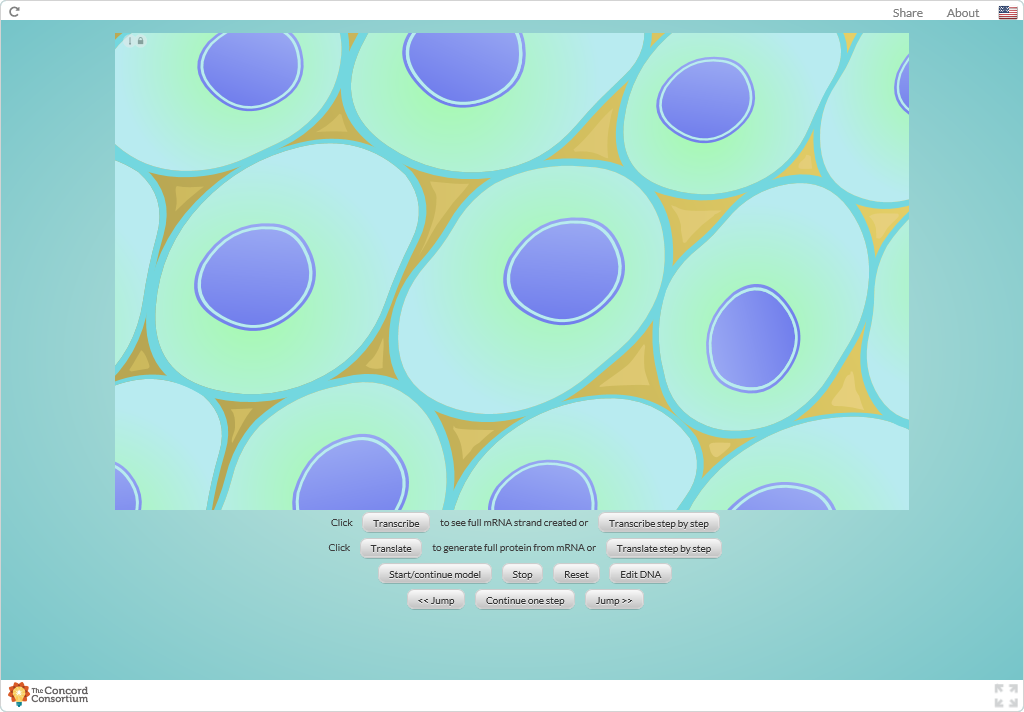 Share About
Click Transcribe to see full mRNA strand created or Transcribe step by step
Click Translate to generate full protein from mRNA or Translate step by step
Start/continue model Stop Reset Edit DNA
<< Jump Continue one step Jump >>
The Concord
Consortium